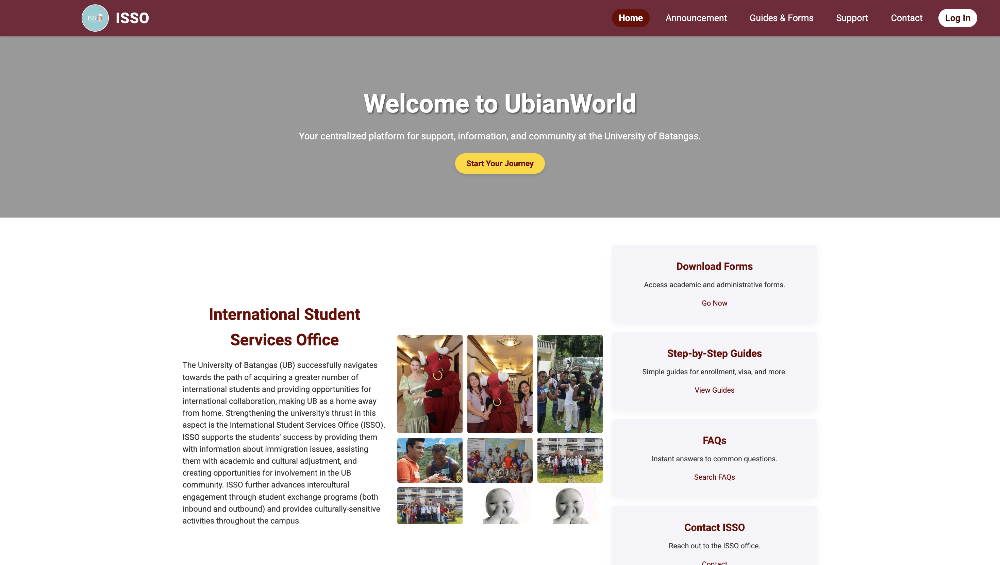 ISSO
ISSO
Home
Announcement
Guides & Forms
Support
Contact
Log In
Welcome to UbianWorld
Your centralized platform for support, information, and community at the University of Batangas.
Start Your Journey
International Student
Services Office
The University of Batangas (UB) successfully navigates
towards the path of acquiring a greater number of
international students and providing opportunities for
international collaboration, making UB as a home away
from home. Strengthening the university's thrust in this
aspect is the International Student Services Office (ISSO).
ISSO supports the students' success by providing them
with information about immigration issues, assisting
them with academic and cultural adjustment, and
creating opportunities for involvement in the UB
community. ISSO further advances intercultural
engagement through student exchange programs (both
inbound and outbound) and provides culturally-sensitive
activities throughout the campus.
Download Forms
Access academic and administrative forms.
Go Now
Step-by-Step Guides
Simple guides for enrollment, visa, and more.
View Guides
FAQs
Instant answers to common questions.
Search FAQs
Contact ISSO
Reach out to the ISSO office.
Contact